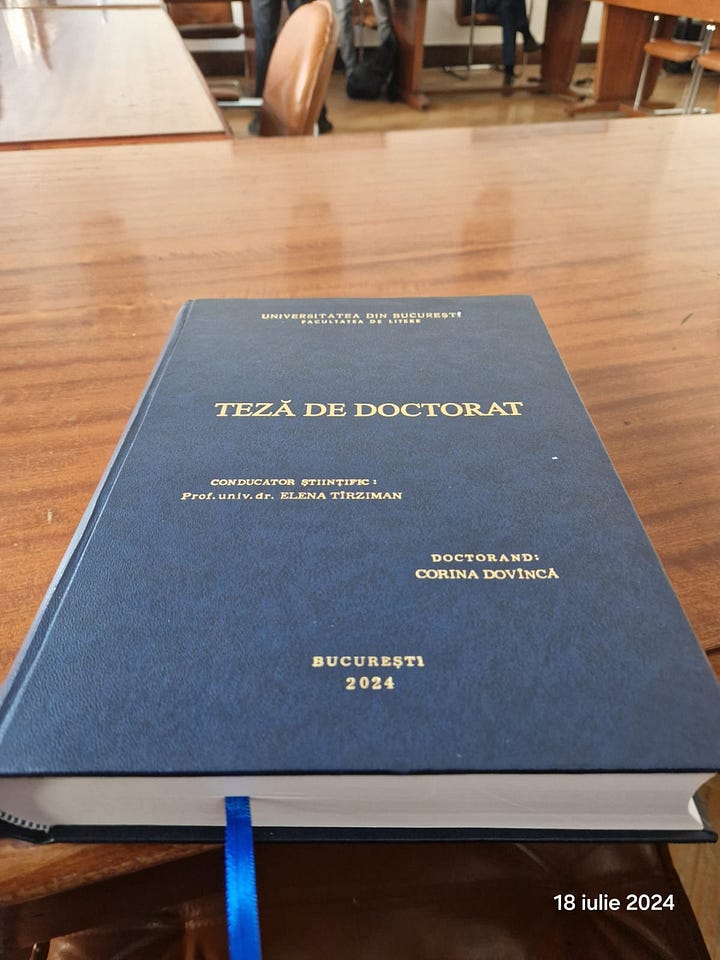 UNIVERSITATEA DIN BUCUREȘTI
FACULTATEA DE LITERE
TEZĂ DE DOCTORAT
CONDUCATOR ȘTIINȚIFIC:
Prof. univ. dr. ELENA TÎRZIMAN
DOCTORAND:
CORINA DOVÎNCĂ
BUCUREȘTI
2024
18 iulie 2024